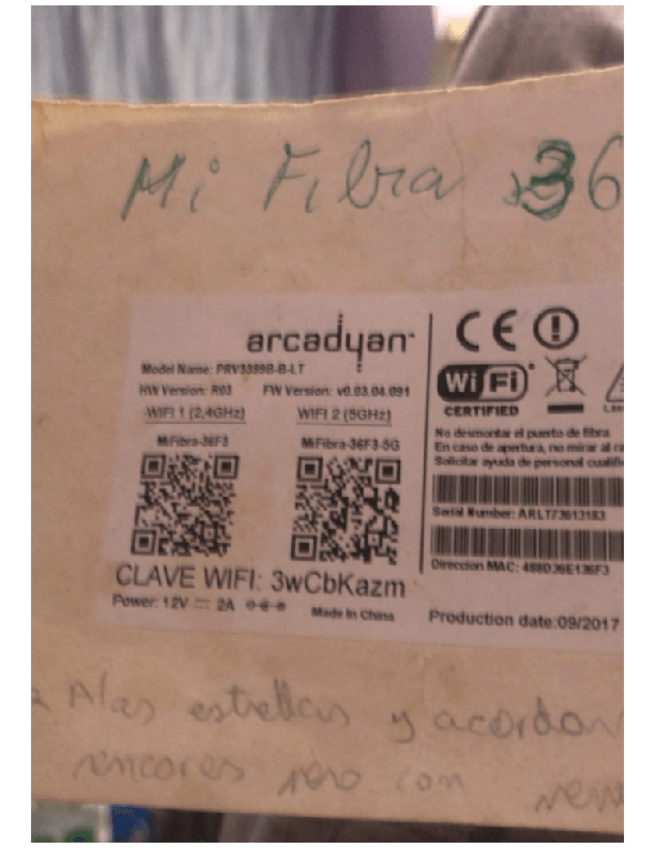 Mi Fibra 36
arcadyan
Model Name: PRV3399B-B-LT
HW Version: R03 FW Version: v0.03.04.091
WIFI 1 (2,4GHz) WIFI 2 (5GHz)
MiFibra-36F3 MiFibra-36F3-5G
CLAVE WIFI: 3wCbKazm
Power: 12V 2A Made In China
CE
WiFi
CERTIFIED
No desmontar el puerto de fibra
En caso de apertura, no mirar al
Solicitar ayuda de personal
Serial Number: ARLT73613183
Direccion MAC: 488D36E136F3
Production date:09/2017
A las estrellas y acordar
rencores pero con